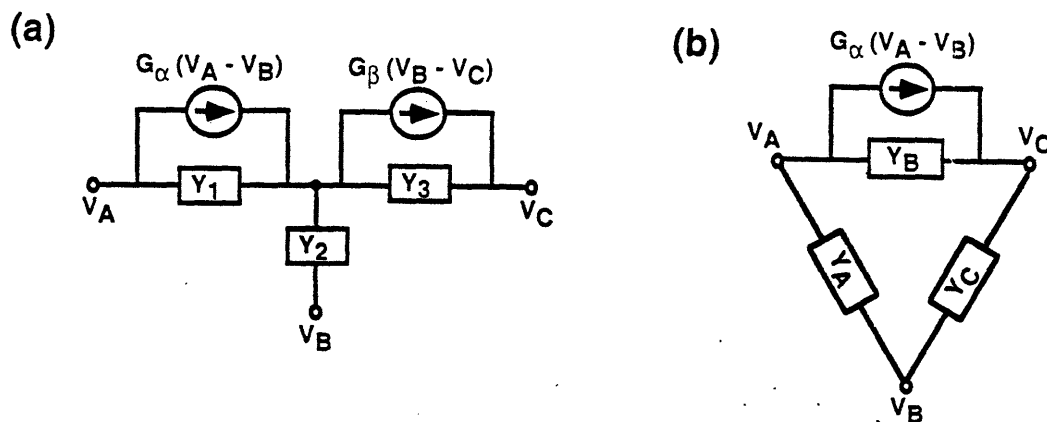 (a)
Gα(VA - VB)
Gβ(VB - VC)
Y1
Y3
VA
VC
Y2
VB
(b)
Gα(VA - VB)
VA
VC
YB
YA
YC
VB